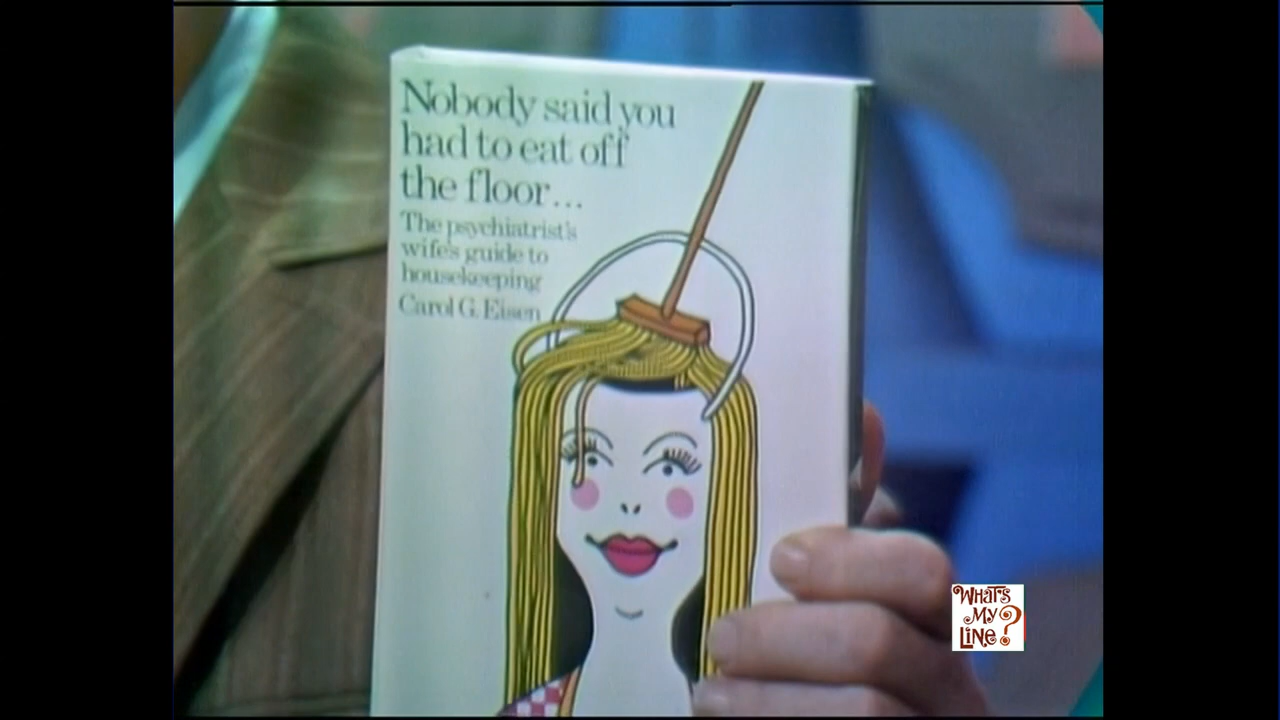 Nobody said you
had to eat off
the floor...
The psychiatrist's
wife's guide to
housekeeping
Carol G. Eisen
WHAT'S
MY
LINE?